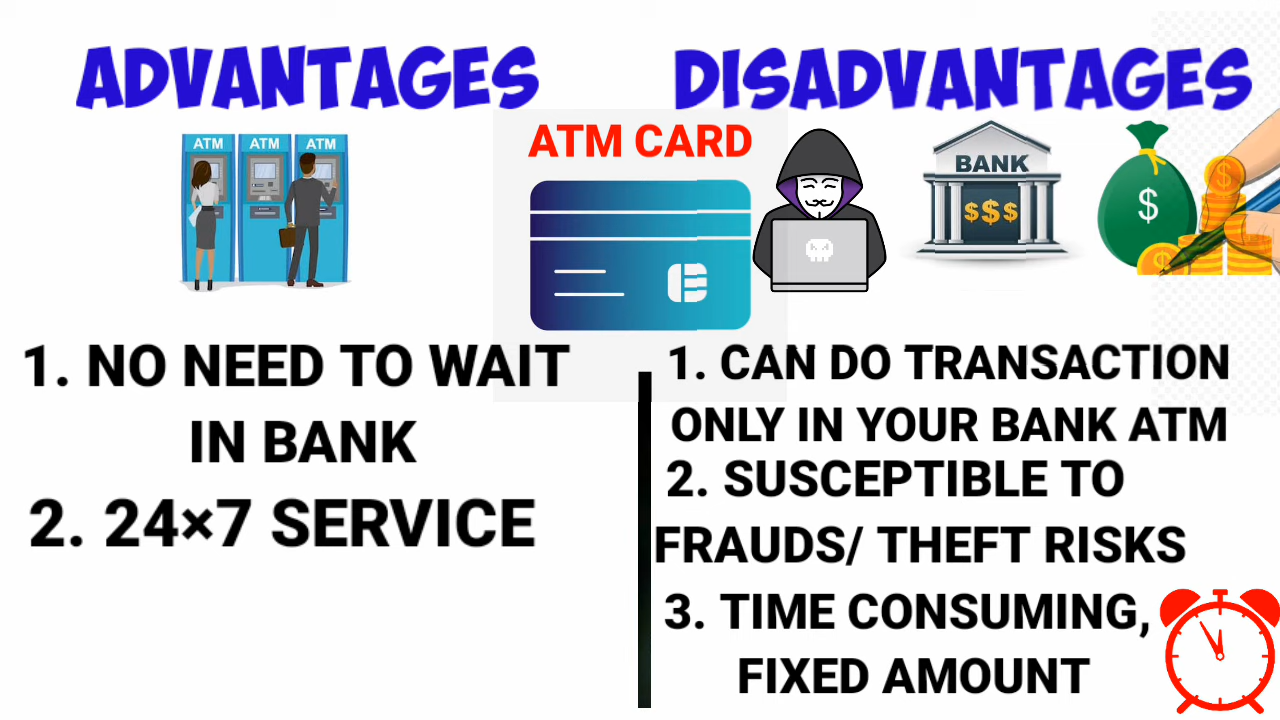 ADVANTAGES
DISADVANTAGES
ATM CARD
ATM ATM ATM
BANK
$$$
$
$
$
1. NO NEED TO WAIT
IN BANK
2. 24×7 SERVICE
1. CAN DO TRANSACTION
ONLY IN YOUR BANK ATM
2. SUSCEPTIBLE TO
FRAUDS/ THEFT RISKS
3. TIME CONSUMING,
FIXED AMOUNT